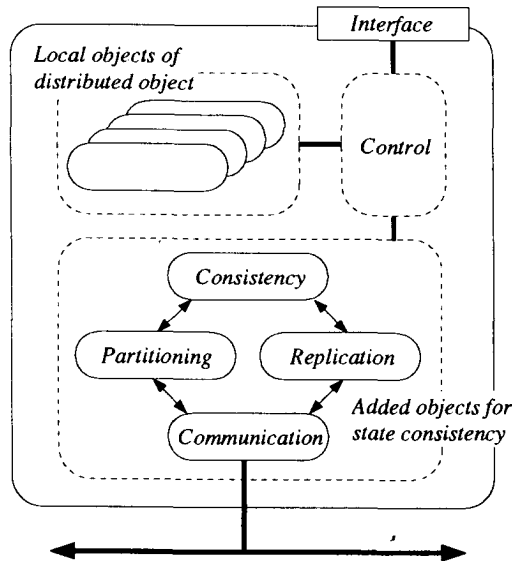 Interface
Local objects of
distributed object
Control
Consistency
Partitioning
Replication
Added objects for
state consistency
Communication